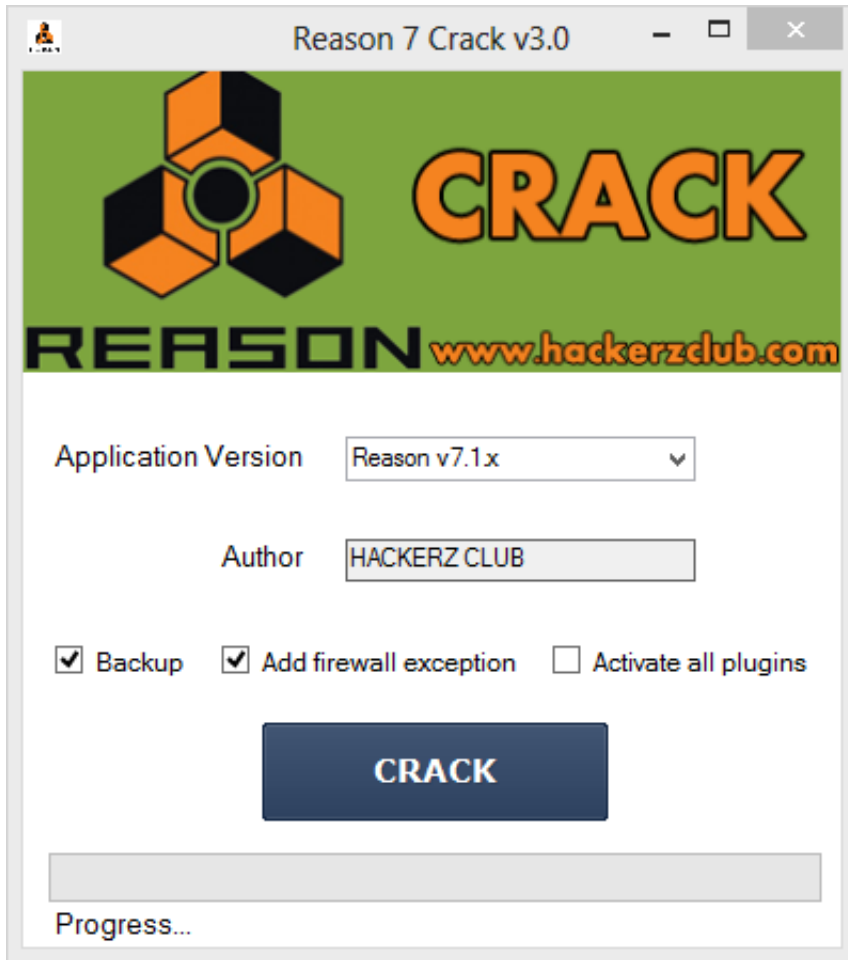 Reason 7 Crack v3.0
CRACK
REASON www.hackerzclub.com
Application Version Reason v7.1.x
Author HACKERZ CLUB
Backup Add firewall exception Activate all plugins
CRACK
Progress...